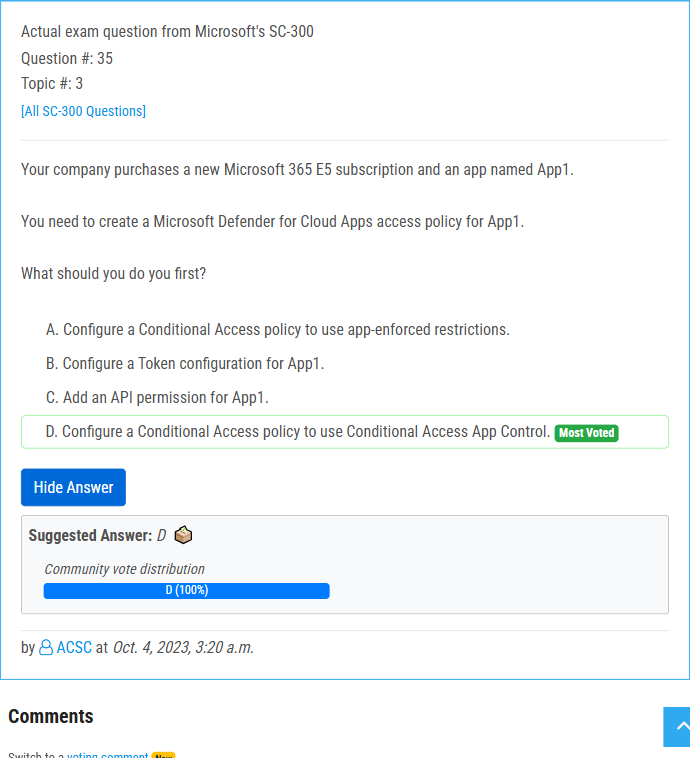 Actual exam question from Microsoft's SC-300
Question #: 35
Topic #: 3
[All SC-300 Questions]
Your company purchases a new Microsoft 365 E5 subscription and an app named App1.
You need to create a Microsoft Defender for Cloud Apps access policy for App1.
What should you do you first?
A. Configure a Conditional Access policy to use app-enforced restrictions.
B. Configure a Token configuration for App1.
C. Add an API permission for App1.
D. Configure a Conditional Access policy to use Conditional Access App Control. Most Voted
Hide Answer
Suggested Answer: D
Community vote distribution
D (100%)
by ACSC at Oct. 4, 2023, 3:20 a.m.
Comments
Switch to a voting comment New